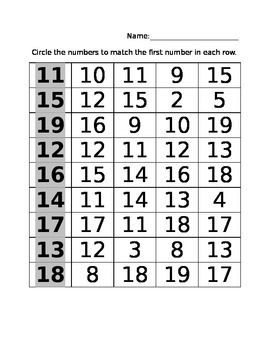 Name:____________________
Circle the numbers to match the first number in each row.
11 10 11 9 15
15 12 15 2 5
19 16 9 10 19
12 12 11 12 13
16 15 14 16 18
14 11 14 13 4
17 17 11 18 17
13 12 3 8 13
18 8 18 19 17